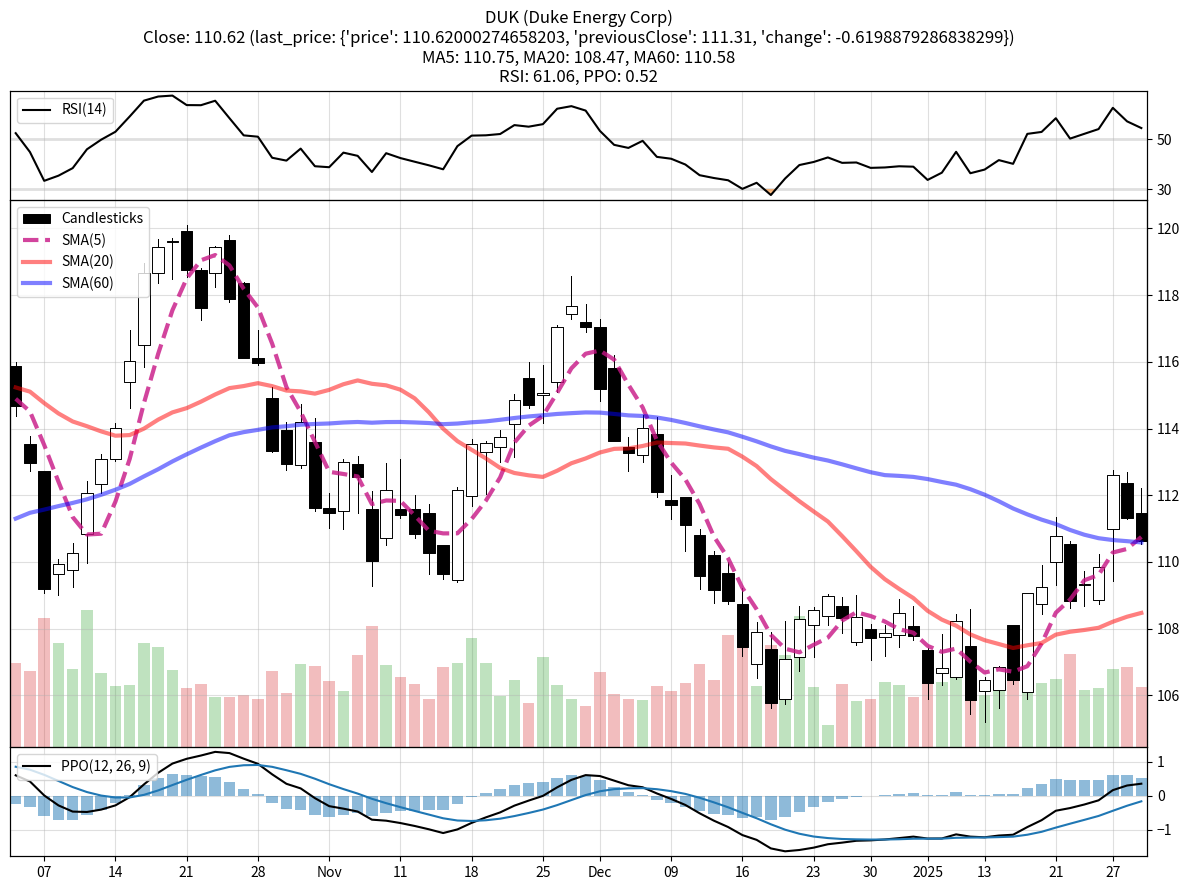 DUK (Duke Energy Corp)
Close: 110.62 (last_price: {'price': 110.62000274658203, 'previousClose': 111.31, 'change': -0.6198879286838299})
MA5: 110.75, MA20: 108.47, MA60: 110.58
RSI: 61.06, PPO: 0.52
RSI(14)
50
30
Candlesticks
SMA(5)
SMA(20)
SMA(60)
120
118
116
114
112
110
108
106
PPO(12, 26, 9)
1
0
−1
07 14 21 28 Nov 11 18 25 Dec 09 16 23 30 2025 13 21 27